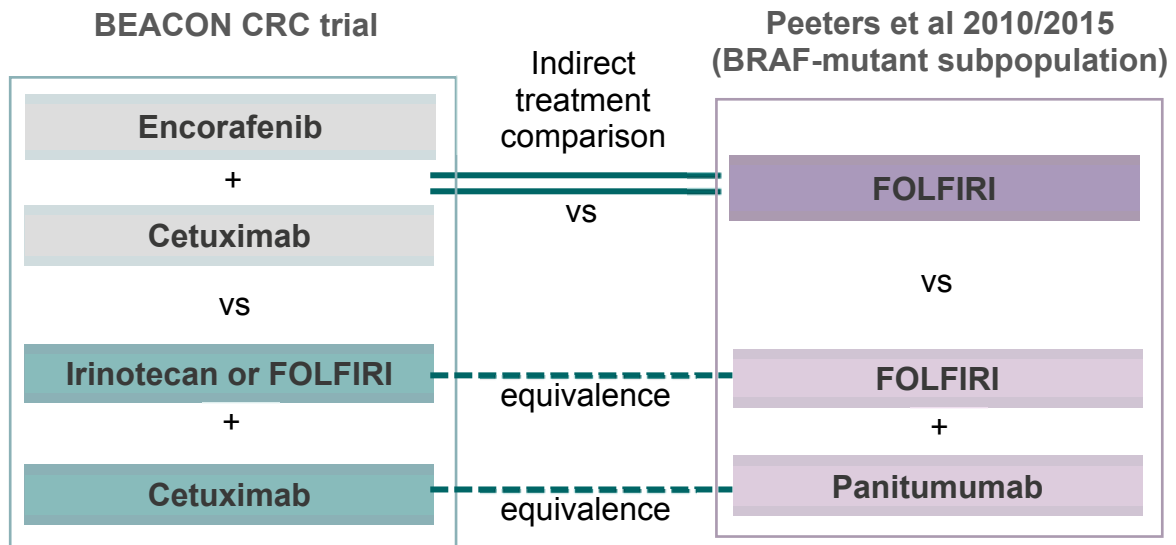 BEACON CRC trial
Encorafenib
+
Cetuximab
vs
Irinotecan or FOLFIRI
+
Cetuximab
Indirect
treatment
comparison
vs
equivalence
equivalence
Peeters et al 2010/2015
(BRAF-mutant subpopulation)
FOLFIRI
vs
FOLFIRI
+
Panitumumab